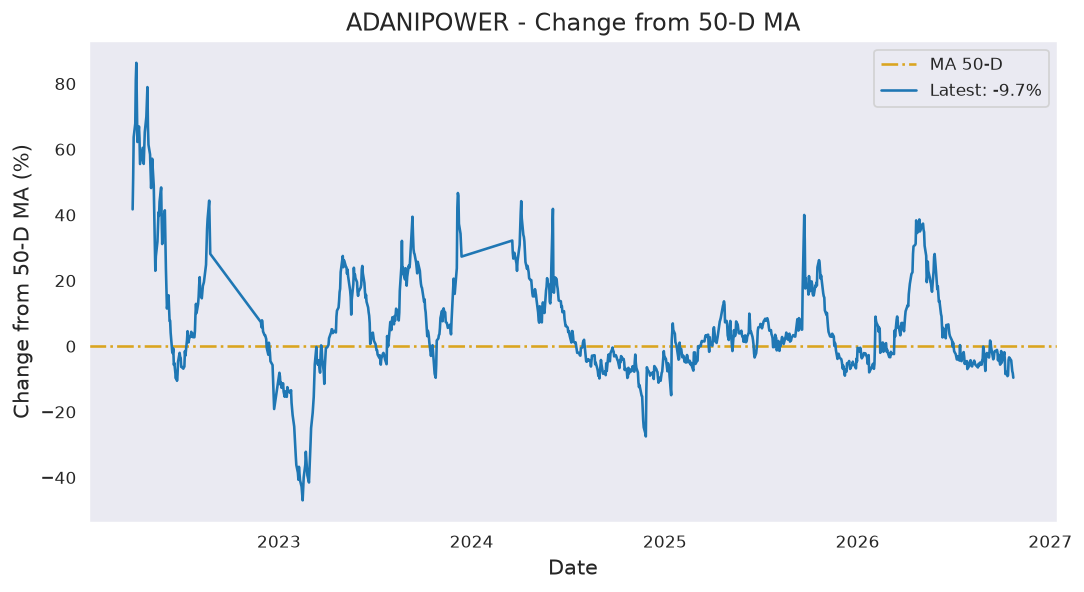 ADANIPOWER - Change from 50-D MA
MA 50-D
Latest: -9.7%
Change from 50-D MA (%)
80
60
40
20
0
−20
−40
2023
2024
2025
2026
2027
Date